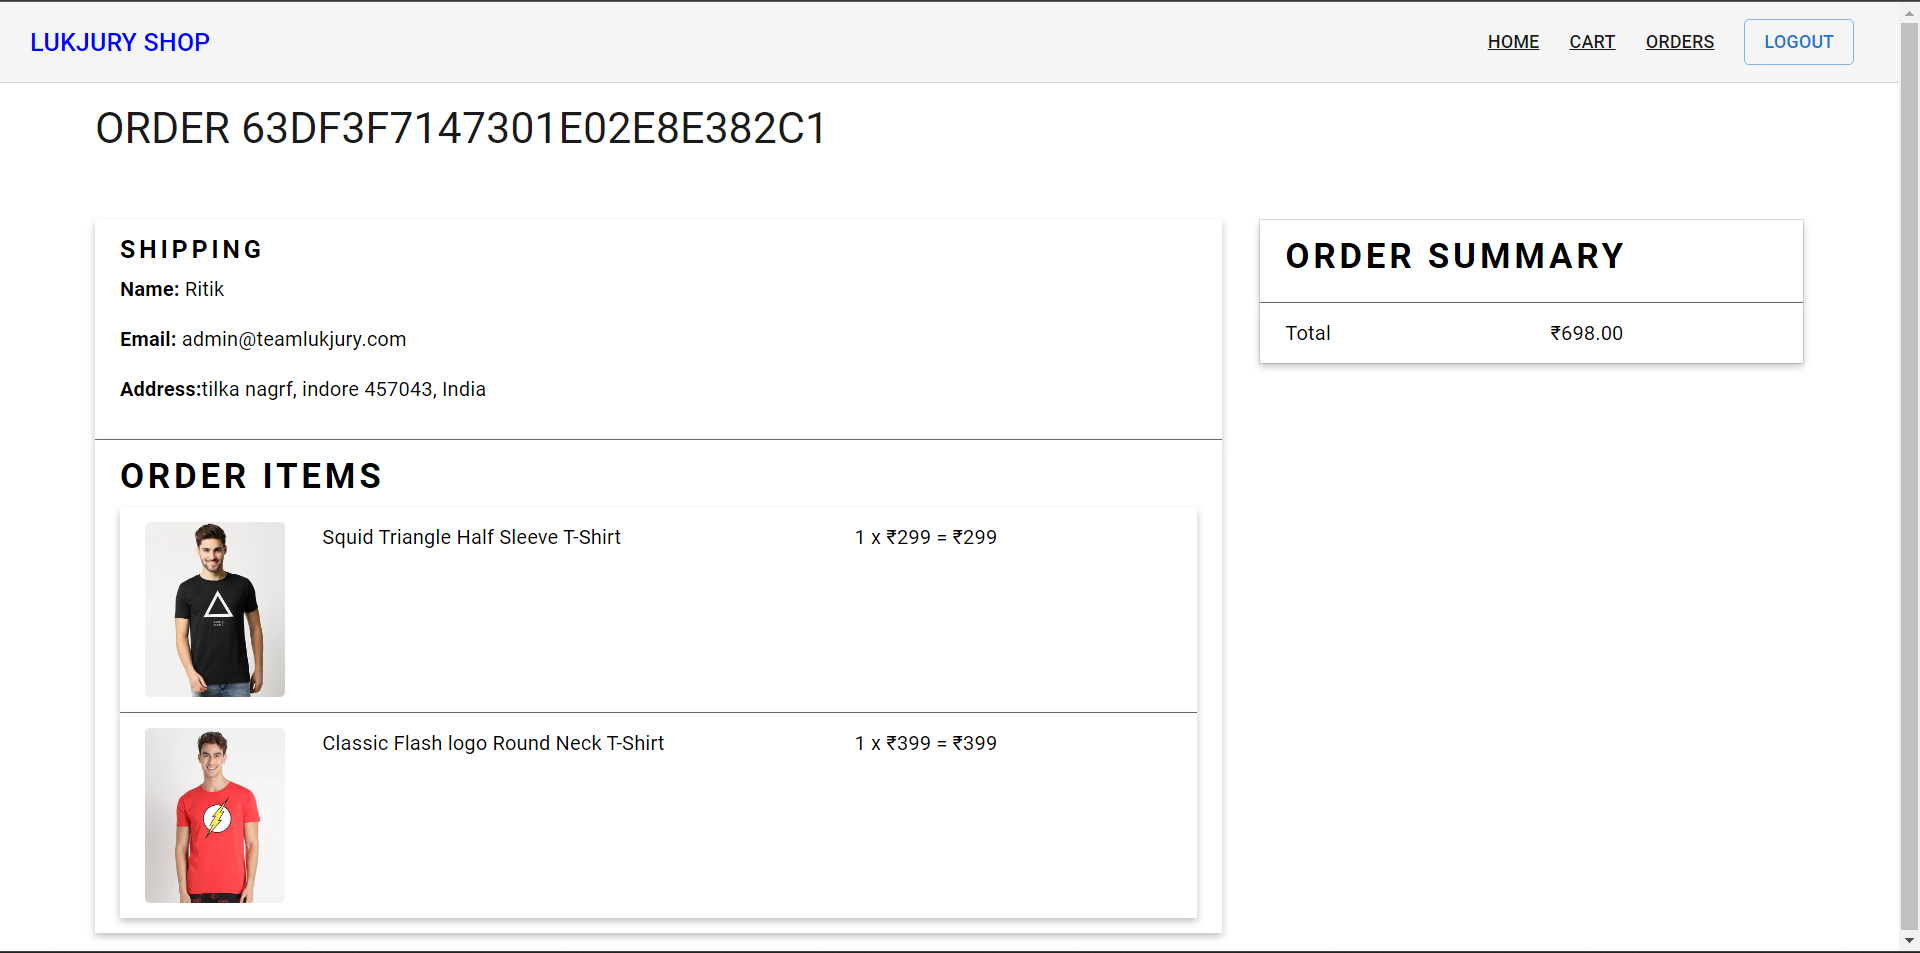 LUKJURY SHOP
HOME CART ORDERS LOGOUT
ORDER 63DF3F7147301E02E8E382C1
SHIPPING
Name: Ritik
Email: admin@teamlukjury.com
Address:tilka nagrf, indore 457043, India
ORDER ITEMS
Squid Triangle Half Sleeve T-Shirt 1 x ₹299 = ₹299
Classic Flash logo Round Neck T-Shirt 1 x ₹399 = ₹399
ORDER SUMMARY
Total ₹698.00